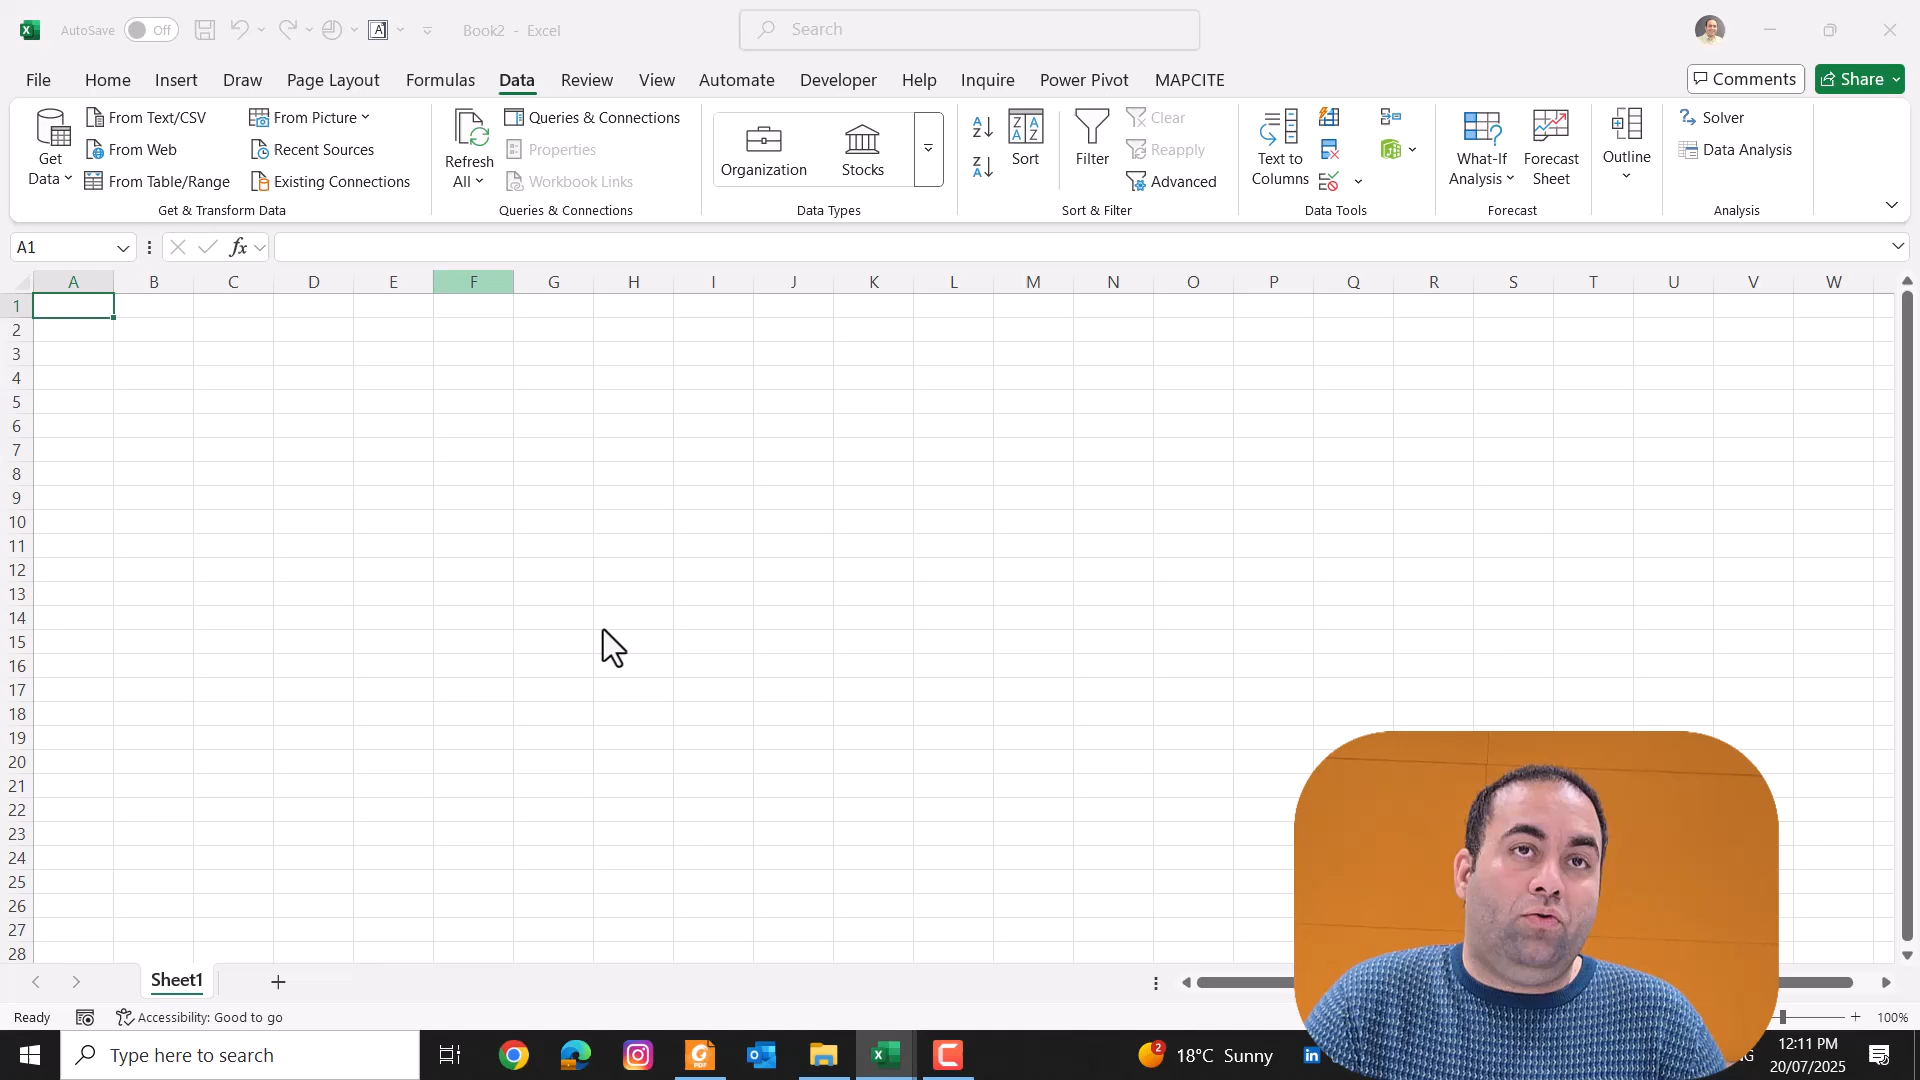 AutoSave Off Book2 - Excel Search
File Home Insert Draw Page Layout Formulas Data Review View Automate Developer Help Inquire Power Pivot MAPCITE Comments Share
Get Data
From Text/CSV
From Web
From Table/Range
From Picture
Recent Sources
Existing Connections
Get & Transform Data
Refresh All
Queries & Connections
Properties
Workbook Links
Queries & Connections
Organization
Stocks
Data Types
Sort
Filter
Clear
Reapply
Advanced
Sort & Filter
Text to Columns
Data Tools
What-If Analysis
Forecast Sheet
Forecast
Outline
Solver
Data Analysis
Analysis
A1 fx
A B C D E F G H I J K L M N O P Q R S T U V W
1
2
3
4
5
6
7
8
9
10
11
12
13
14
15
16
17
18
19
20
21
22
23
24
25
26
27
28
Sheet1
Ready Accessibility: Good to go 100%
Type here to search 2 18°C Sunny 12:11 PM
20/07/2025